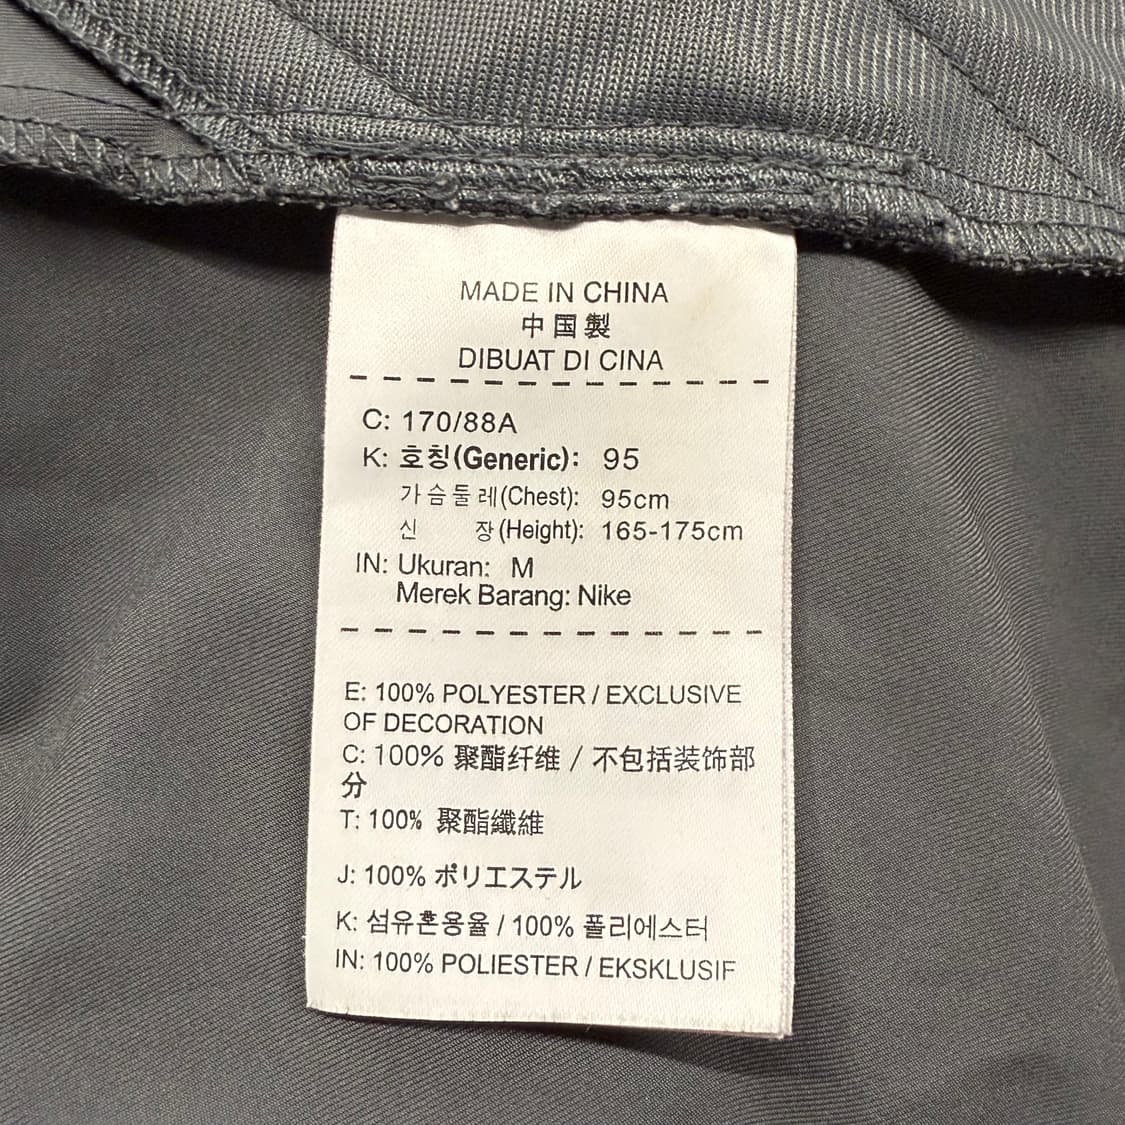 MADE IN CHINA
中国製
DIBUAT DI CINA
C: 170/88A
K: 호칭(Generic): 95
가슴둘레(Chest): 95cm
신 장(Height): 165-175cm
IN: Ukuran: M
Merek Barang: Nike
E: 100% POLYESTER / EXCLUSIVE
OF DECORATION
C: 100% 聚酯纤维 / 不包括装饰部
分
T: 100% 聚酯纖維
J: 100% ポリエステル
K: 섬유혼용율 / 100% 폴리에스터
IN: 100% POLIESTER / EKSKLUSIF